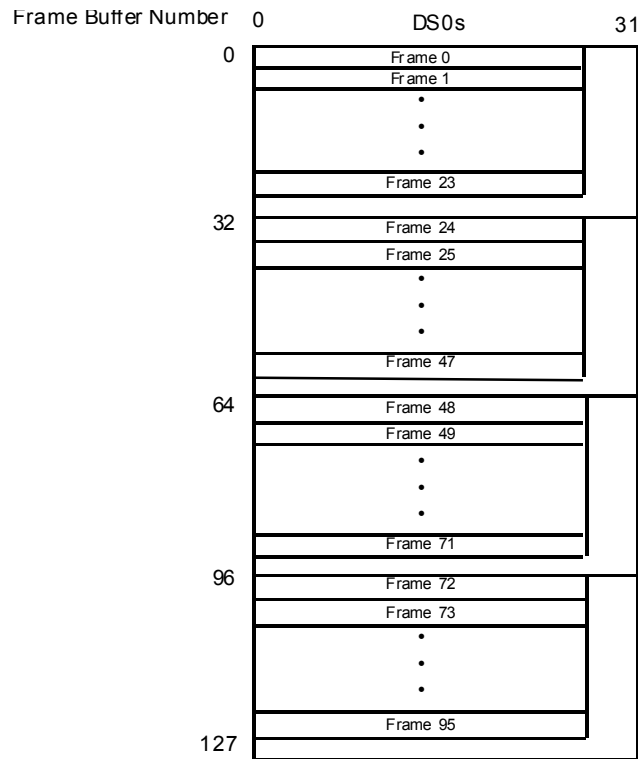 Frame Buffer Number 0 DS0s 31
0
Frame 0
Frame 1
Frame 23
32
Frame 24
Frame 25
Frame 47
64
Frame 48
Frame 49
Frame 71
96
Frame 72
Frame 73
Frame 95
127